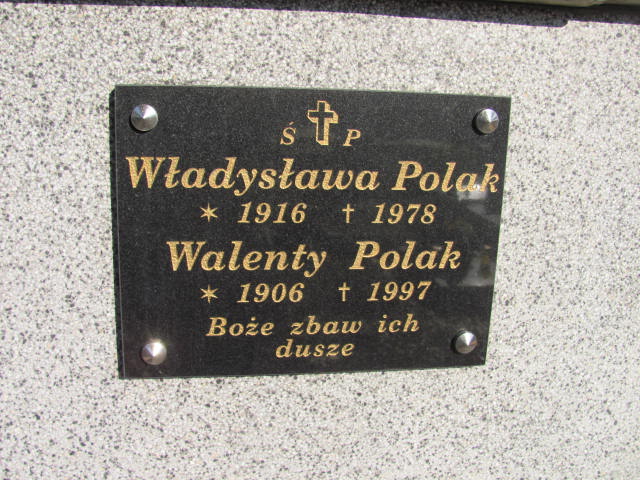 Ś P
Władysława Polak
* 1916 † 1978
Walenty Polak
* 1906 † 1997
Boże zbaw ich
dusze